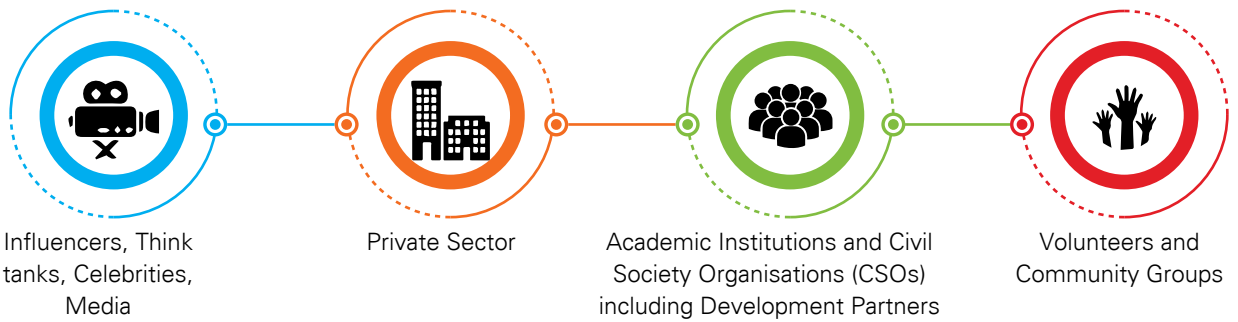 Influencers, Think
tanks, Celebrities,
Media
Private Sector
Academic Institutions and Civil
Society Organisations (CSOs)
including Development Partners
Volunteers and
Community Groups